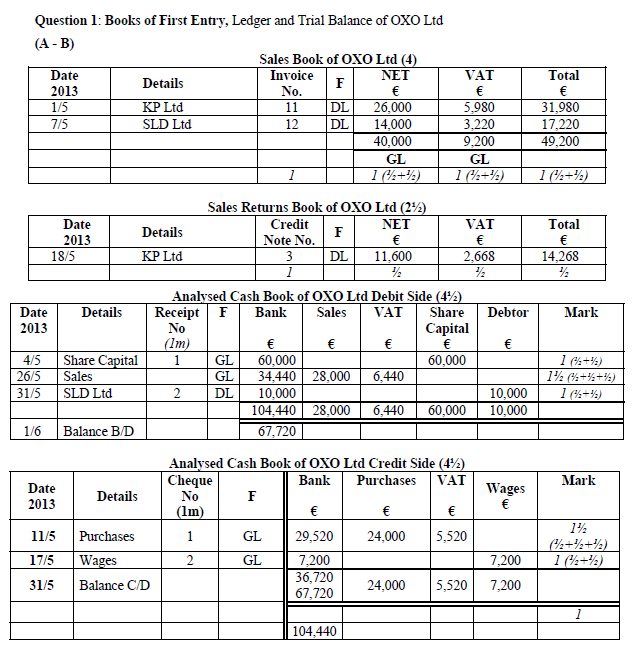 Question 1: Books of First Entry, Ledger and Trial Balance of OXO Ltd
(A - B)
Sales Book of OXO Ltd (4)
Date 2013 Details Invoice No. F NET € VAT € Total €
1/5 KP Ltd 11 DL 26,000 5,980 31,980
7/5 SLD Ltd 12 DL 14,000 3,220 17,220
40,000 9,200 49,200
GL GL
1 1 (½+½) 1 (½+½) 1 (½+½)
Sales Returns Book of OXO Ltd (2½)
Date 2013 Details Credit Note No. F NET € VAT € Total €
18/5 KP Ltd 3 DL 11,600 2,668 14,268
1 ½ ½ ½
Analysed Cash Book of OXO Ltd Debit Side (4½)
Date 2013 Details Receipt No (1m) F Bank € Sales € VAT € Share Capital € Debtor € Mark
4/5 Share Capital 1 GL 60,000 60,000 1 (½+½)
26/5 Sales GL 34,440 28,000 6,440 1½ (½+½+½)
31/5 SLD Ltd 2 DL 10,000 10,000 1 (½+½)
104,440 28,000 6,440 60,000 10,000
1/6 Balance B/D 67,720
Analysed Cash Book of OXO Ltd Credit Side (4½)
Date 2013 Details Cheque No (1m) F Bank € Purchases € VAT € Wages € Mark
11/5 Purchases 1 GL 29,520 24,000 5,520 1½ (½+½+½)
17/5 Wages 2 GL 7,200 7,200 1 (½+½)
31/5 Balance C/D 36,720 67,720 24,000 5,520 7,200
1
104,440